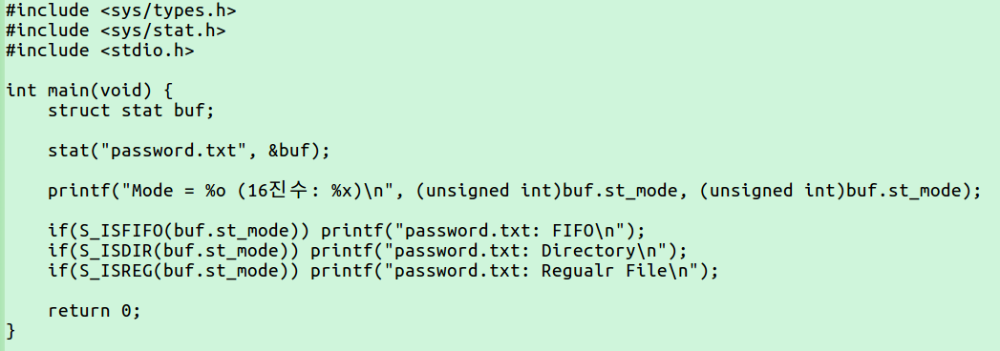 #include <sys/types.h>
#include <sys/stat.h>
#include <stdio.h>

int main(void) {
    struct stat buf;

    stat("password.txt", &buf);

    printf("Mode = %o (16진수: %x)\n", (unsigned int)buf.st_mode, (unsigned int)buf.st_mode);

    if(S_ISFIFO(buf.st_mode)) printf("password.txt: FIFO\n");
    if(S_ISDIR(buf.st_mode)) printf("password.txt: Directory\n");
    if(S_ISREG(buf.st_mode)) printf("password.txt: Regualr File\n");

    return 0;
}